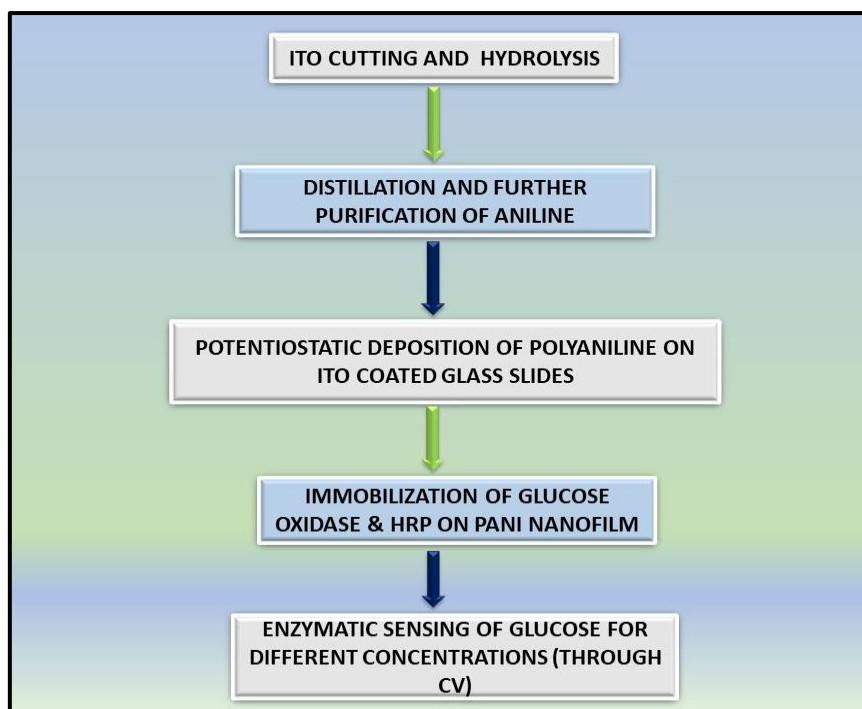 ITO CUTTING AND HYDROLYSIS
DISTILLATION AND FURTHER
PURIFICATION OF ANILINE
POTENTIOSTATIC DEPOSITION OF POLYANILINE ON
ITO COATED GLASS SLIDES
IMMOBILIZATION OF GLUCOSE
OXIDASE & HRP ON PANI NANOFILM
ENZYMATIC SENSING OF GLUCOSE FOR
DIFFERENT CONCENTRATIONS (THROUGH
CV)